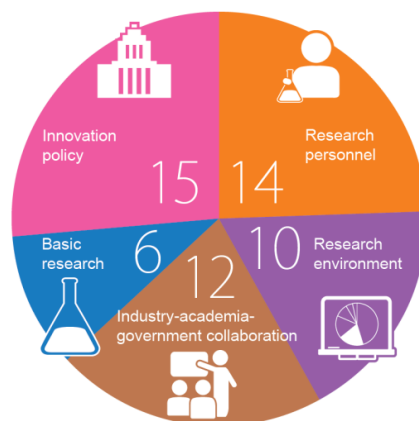 Innovation
policy
15
Research
personnel
14
Basic
research
6
Research
environment
10
12
Industry-academia-
government collaboration